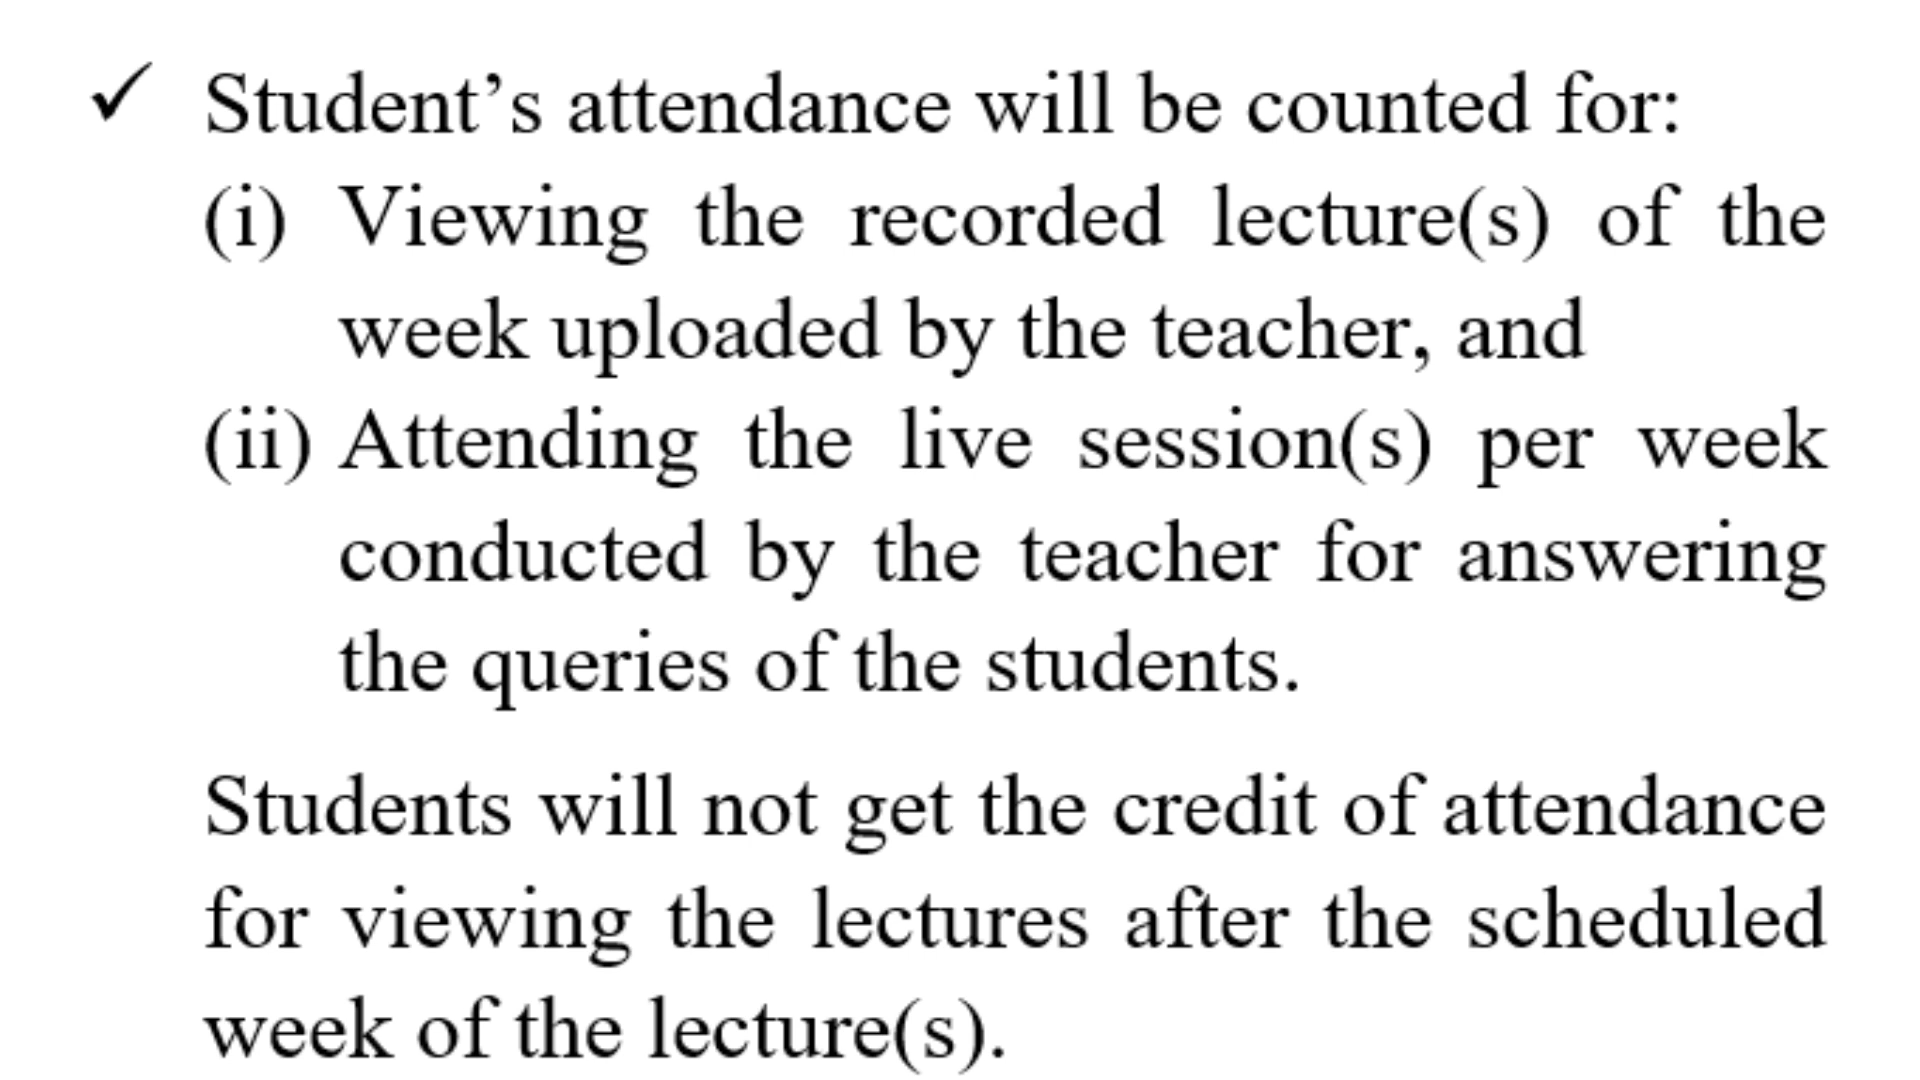 ✓ Student’s attendance will be counted for:
(i) Viewing the recorded lecture(s) of the
week uploaded by the teacher, and
(ii) Attending the live session(s) per week
conducted by the teacher for answering
the queries of the students.
Students will not get the credit of attendance
for viewing the lectures after the scheduled
week of the lecture(s).